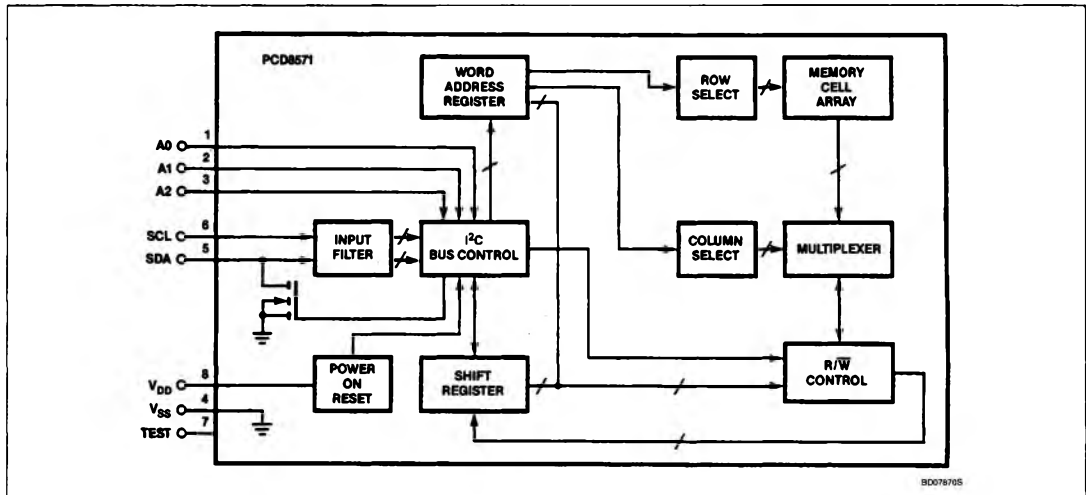 PCD8571
WORD
ADDRESS
REGISTER
ROW
SELECT
MEMORY
CELL
ARRAY
A0
1
A1
2
A2
3
SCL
6
SDA
5
INPUT
FILTER
I²C
BUS CONTROL
COLUMN
SELECT
MULTIPLEXER
VDD
8
VSS
4
TEST
7
POWER
ON
RESET
SHIFT
REGISTER
R/W̅
CONTROL
BD07870S